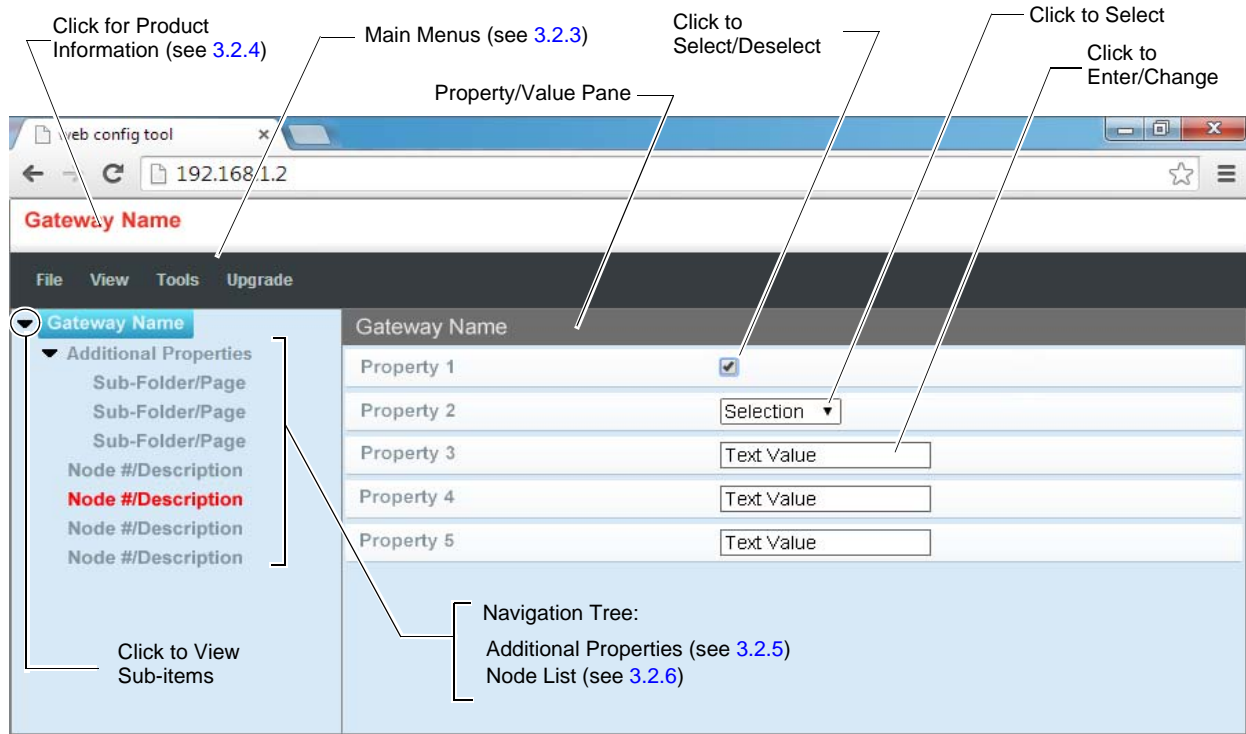 Click for Product
Information (see 3.2.4)
Main Menus (see 3.2.3)
Click to
Select/Deselect
Click to Select
Click to
Enter/Change
Property/Value Pane
web config tool
192.168.1.2
Gateway Name
File View Tools Upgrade
Gateway Name
Additional Properties
Sub-Folder/Page
Sub-Folder/Page
Sub-Folder/Page
Node #/Description
Node #/Description
Node #/Description
Node #/Description
Gateway Name
Property 1
Property 2 Selection
Property 3 Text Value
Property 4 Text Value
Property 5 Text Value
Click to View
Sub-items
Navigation Tree:
Additional Properties (see 3.2.5)
Node List (see 3.2.6)